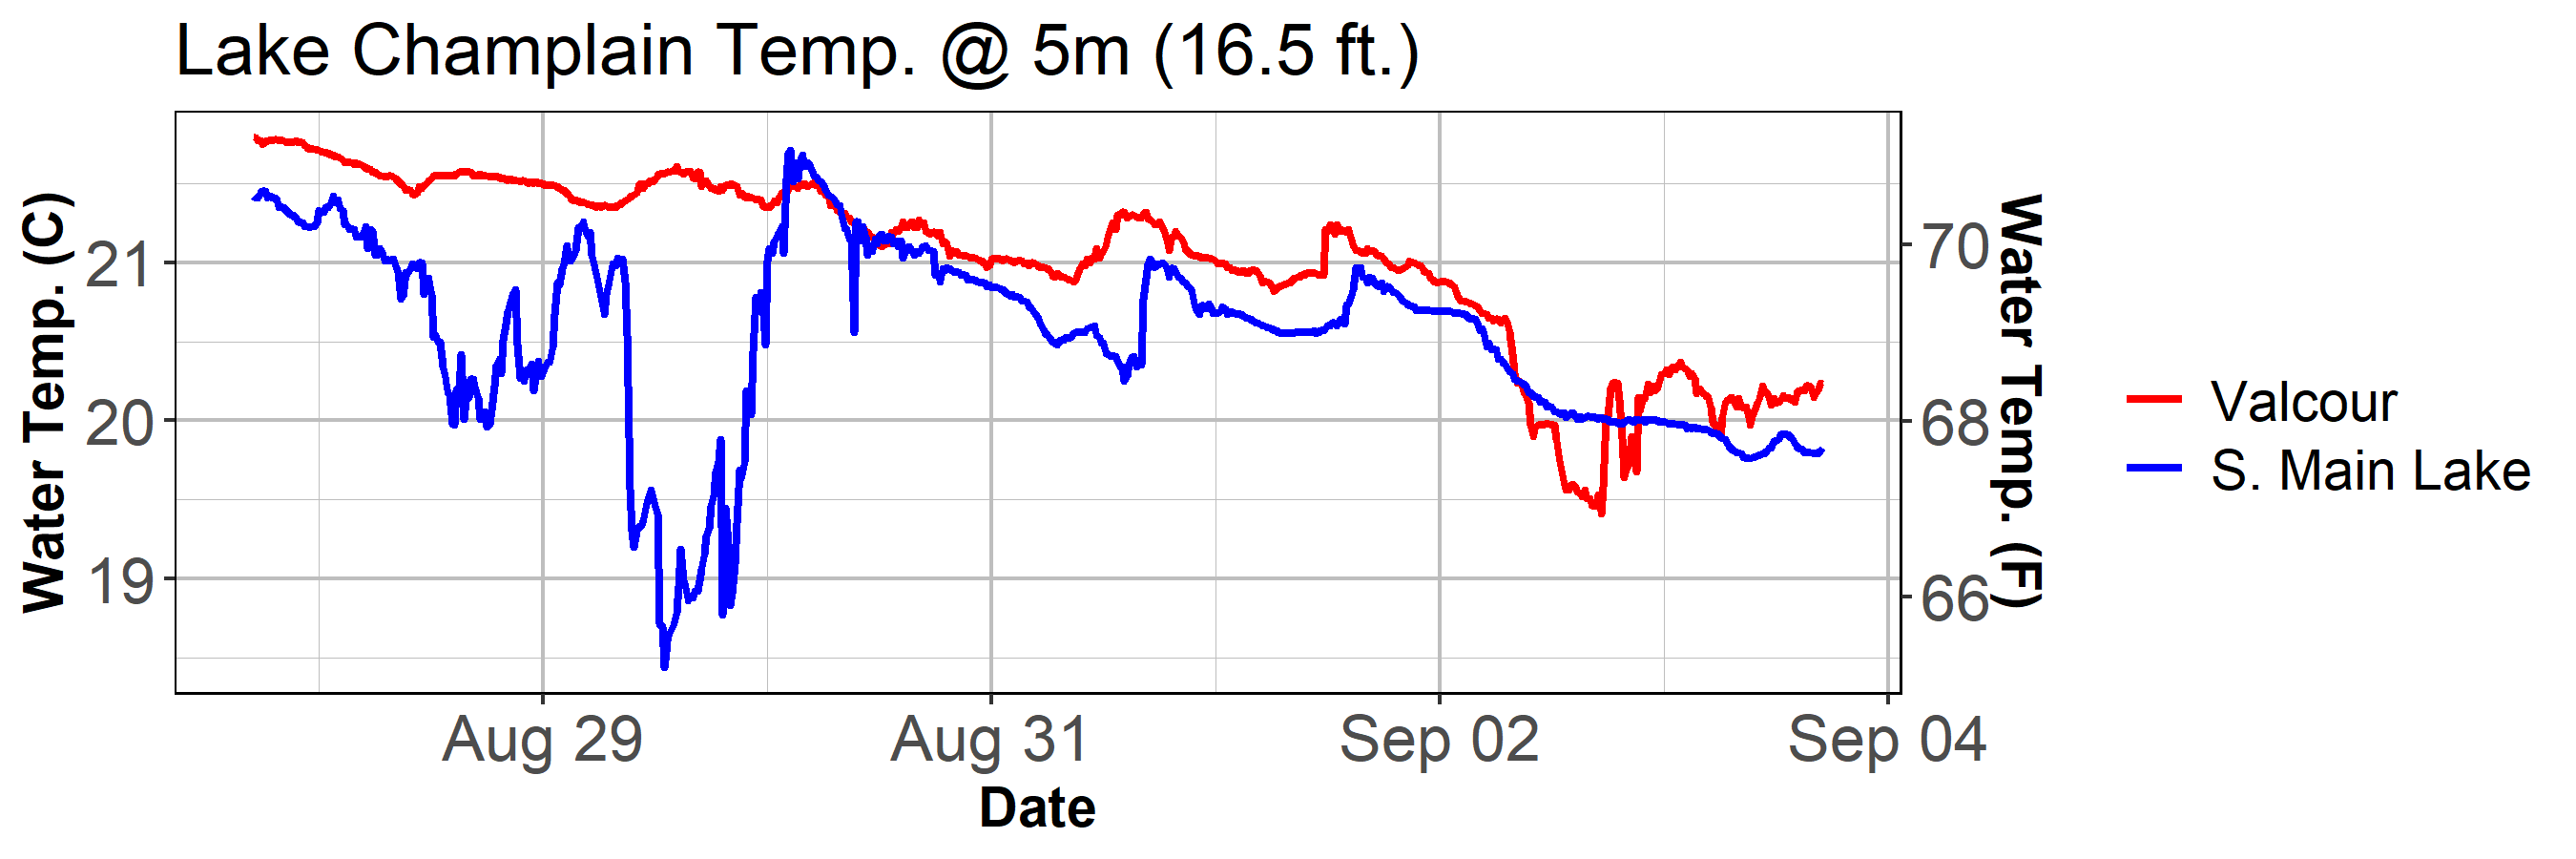 Lake Champlain Temp. @ 5m (16.5 ft.)
Water Temp. (C)
21
20
19
70
68
66
Water Temp. (F)
Valcour
S. Main Lake
Aug 29 Aug 31 Sep 02 Sep 04
Date